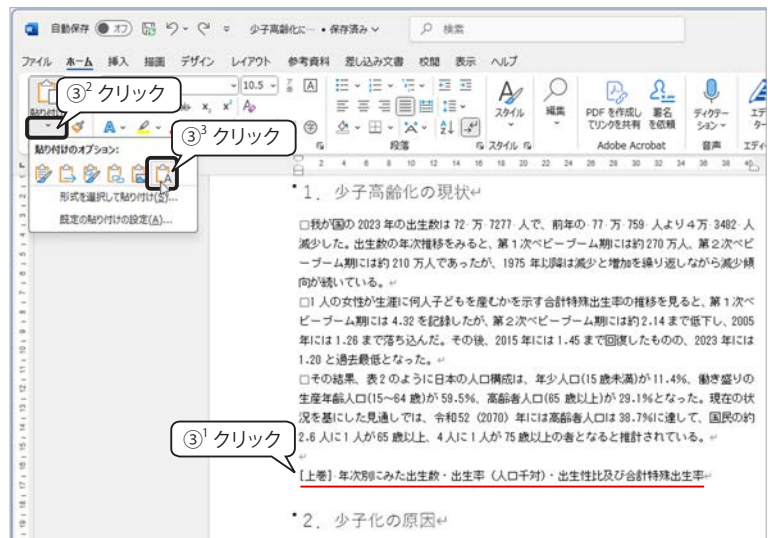 自動保存 オフ 少子高齢化に… • 保存済み 検索
ファイル ホーム 挿入 描画 デザイン レイアウト 参考資料 差し込み文書 校閲 表示 ヘルプ
③² クリック
10.5
スタイル 編集 PDF を作成し てリンクを共有 署名 を依頼 ディクテー ション
③³ クリック
段落 スタイル Adobe Acrobat 音声
貼り付けのオプション:
形式を選択して貼り付け(S)...
既定の貼り付けの設定(A)...
2 4 6 8 10 12 14 16 18 20 22 24 26 28 30 32 34 36 38 40
1. 少子高齢化の現状↵
□我が国の 2023 年の出生数は 72 万 7277 人で、前年の 77 万 759 人より 4 万 3482 人
減少した。出生数の年次推移をみると、第1次ベビーブーム期には約 270 万人、第2次ベビ
ーブーム期には約 210 万人であったが、1975 年以降は減少と増加を繰り返しながら減少傾
向が続いている。↵
□1 人の女性が生涯に何人子どもを産むかを示す合計特殊出生率の推移を見ると、第1次ベ
ビーブーム期には 4.32 を記録したが、第2次ベビーブーム期には約 2.14 まで低下し、2005
年には 1.26 まで落ち込んだ。その後、2015 年には 1.45 まで回復したものの、2023 年には
1.20 と過去最低となった。↵
□その結果、表2のように日本の人口構成は、年少人口(15 歳未満)が 11.4%、働き盛りの
生産年齢人口(15~64 歳)が 59.5%、高齢者人口(65 歳以上)が 29.1%となった。現在の状
況を基にした見通しでは、令和52（2070）年には高齢者人口は 38.7%に達して、国民の約
2.6 人に 1 人が 65 歳以上、4 人に 1 人が 75 歳以上の者となると推計されている。↵
③¹ クリック
[上巻] 年次別にみた出生数・出生率（人口千対）・出生性比及び合計特殊出生率↵
2. 少子化の原因↵